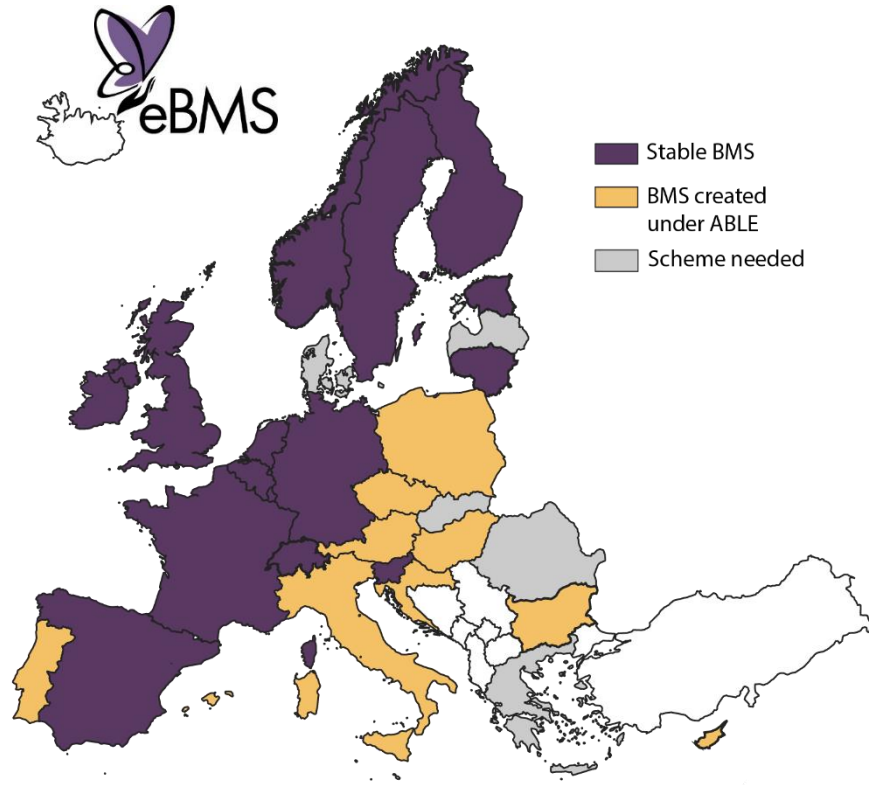 eBMS
Stable BMS
BMS created
under ABLE
Scheme needed